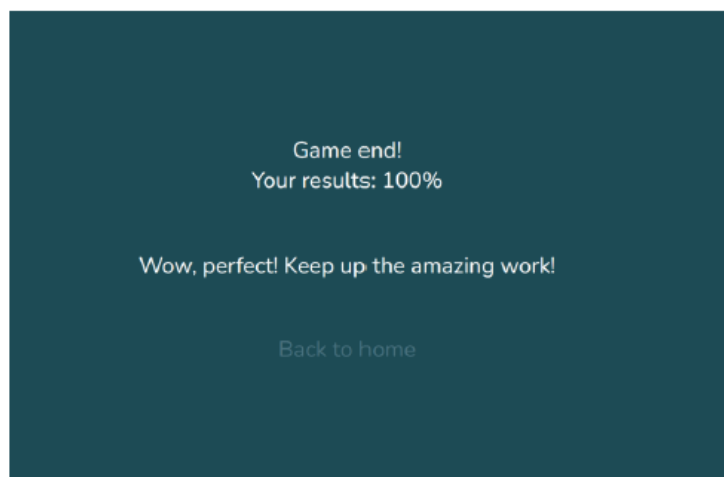 Game end!
Your results: 100%
Wow, perfect! Keep up the amazing work!
Back to home